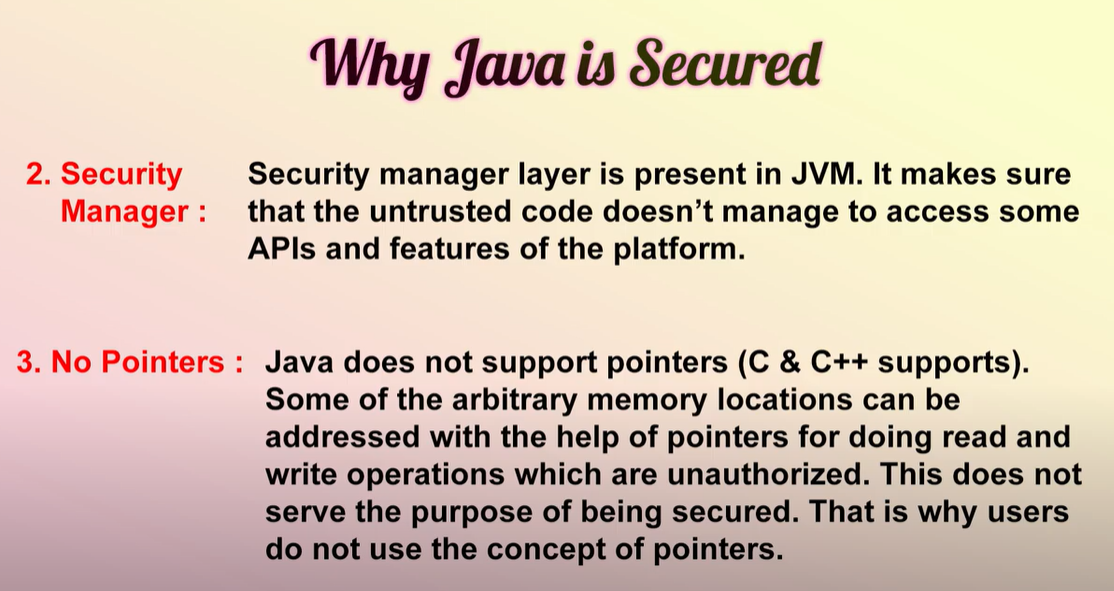 Why Java is Secured
2. Security Manager :
Security manager layer is present in JVM. It makes sure
that the untrusted code doesn't manage to access some
APIs and features of the platform.
3. No Pointers :
Java does not support pointers (C & C++ supports).
Some of the arbitrary memory locations can be
addressed with the help of pointers for doing read and
write operations which are unauthorized. This does not
serve the purpose of being secured. That is why users
do not use the concept of pointers.